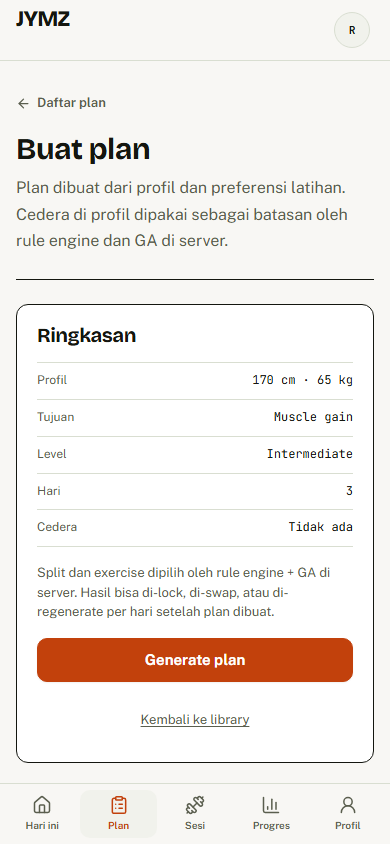 JYMZ
R
← Daftar plan
Buat plan
Plan dibuat dari profil dan preferensi latihan.
Cedera di profil dipakai sebagai batasan oleh
rule engine dan GA di server.
Ringkasan
Profil 170 cm · 65 kg
Tujuan Muscle gain
Level Intermediate
Hari 3
Cedera Tidak ada
Split dan exercise dipilih oleh rule engine + GA di
server. Hasil bisa di-lock, di-swap, atau di-
regenerate per hari setelah plan dibuat.
Generate plan
Kembali ke library
Hari ini Plan Sesi Progres Profil